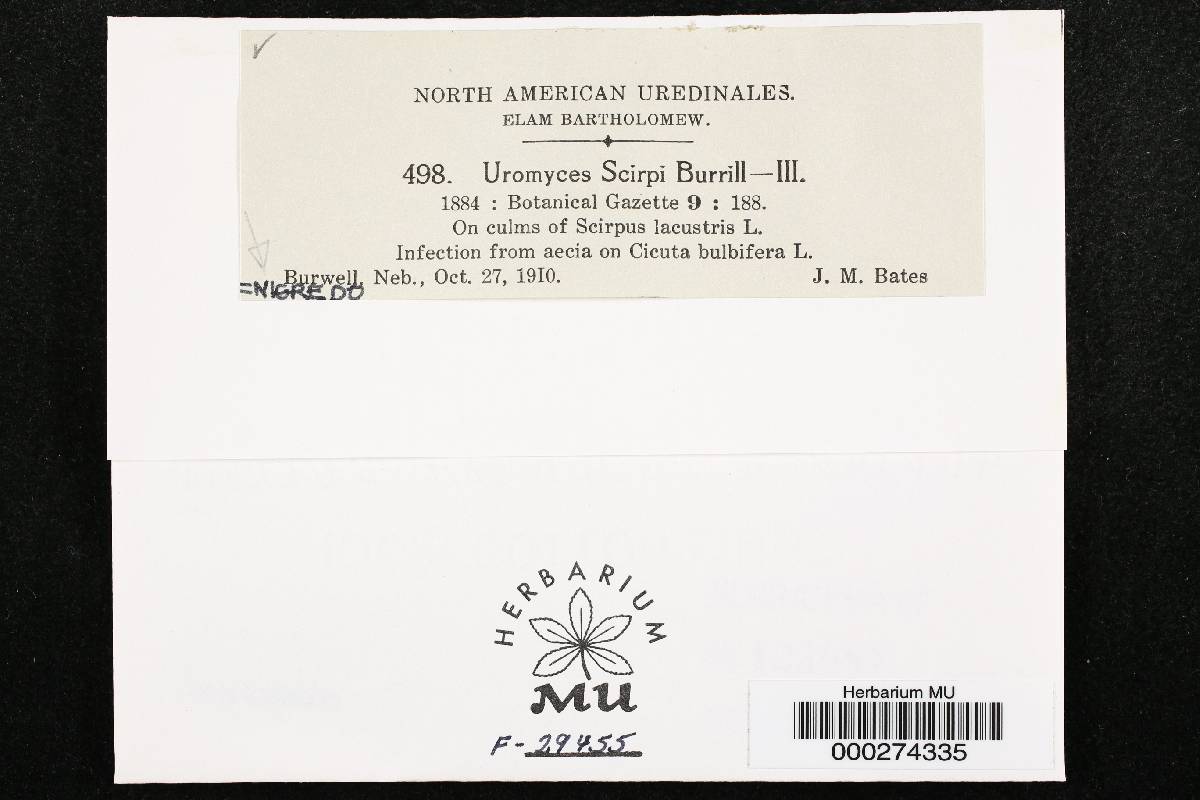 NORTH AMERICAN UREDINALES.
ELAM BARTHOLOMEW.
498. Uromyces Scirpi Burrill—III.
1884 : Botanical Gazette 9 : 188.
On culms of Scirpus lacustris L.
Infection from aecia on Cicuta bulbifera L.
Burwell, Neb., Oct. 27, 1910. J. M. Bates
=NIGREDO
HERBARIUM
MU
F-29455
Herbarium MU
000274335